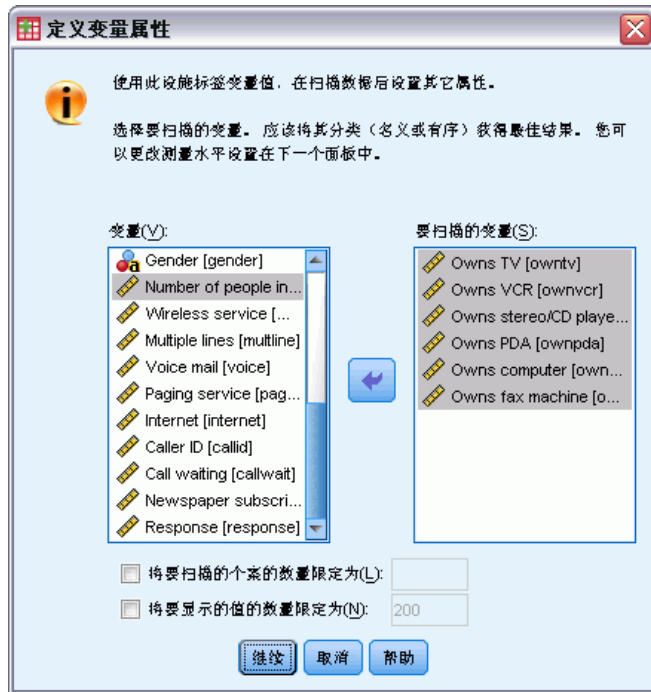 定义变量属性
使用此设施标签变量值，在扫描数据后设置其它属性。
选择要扫描的变量。 应该将其分类（名义或有序）获得最佳结果。 您可
以更改测量水平设置在下一个面板中。
变量(V):
Gender [gender]
Number of people in...
Wireless service [...
Multiple lines [multline]
Voice mail [voice]
Paging service [pag...
Internet [internet]
Caller ID [callid]
Call waiting [callwait]
Newspaper subscri...
Response [response]
要扫描的变量(S):
Owns TV [owntv]
Owns VCR [ownvcr]
Owns stereo/CD playe...
Owns PDA [ownpda]
Owns computer [own...
Owns fax machine [o...
将要扫描的个案的数量限定为(L):
将要显示的值的数量限定为(N): 200
继续 取消 帮助